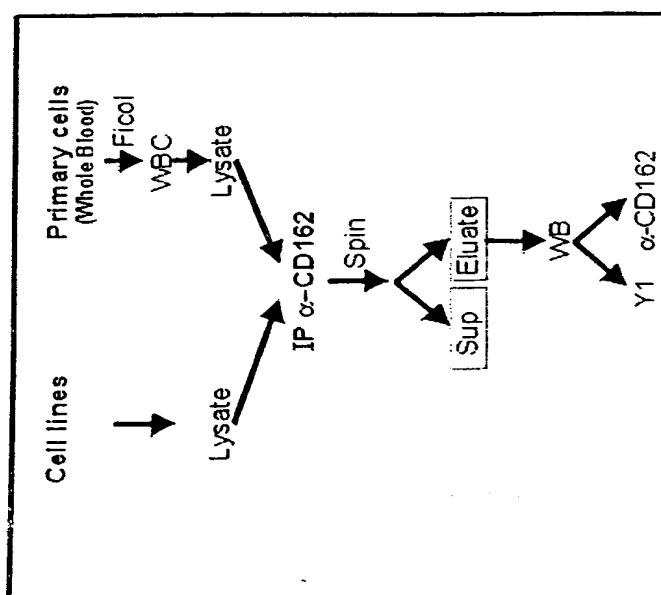 Cell lines
Primary cells
(Whole Blood)
Ficol
WBC
Lysate
Lysate
IP α-CD162
Spin
Sup
Eluate
WB
Y1
α-CD162